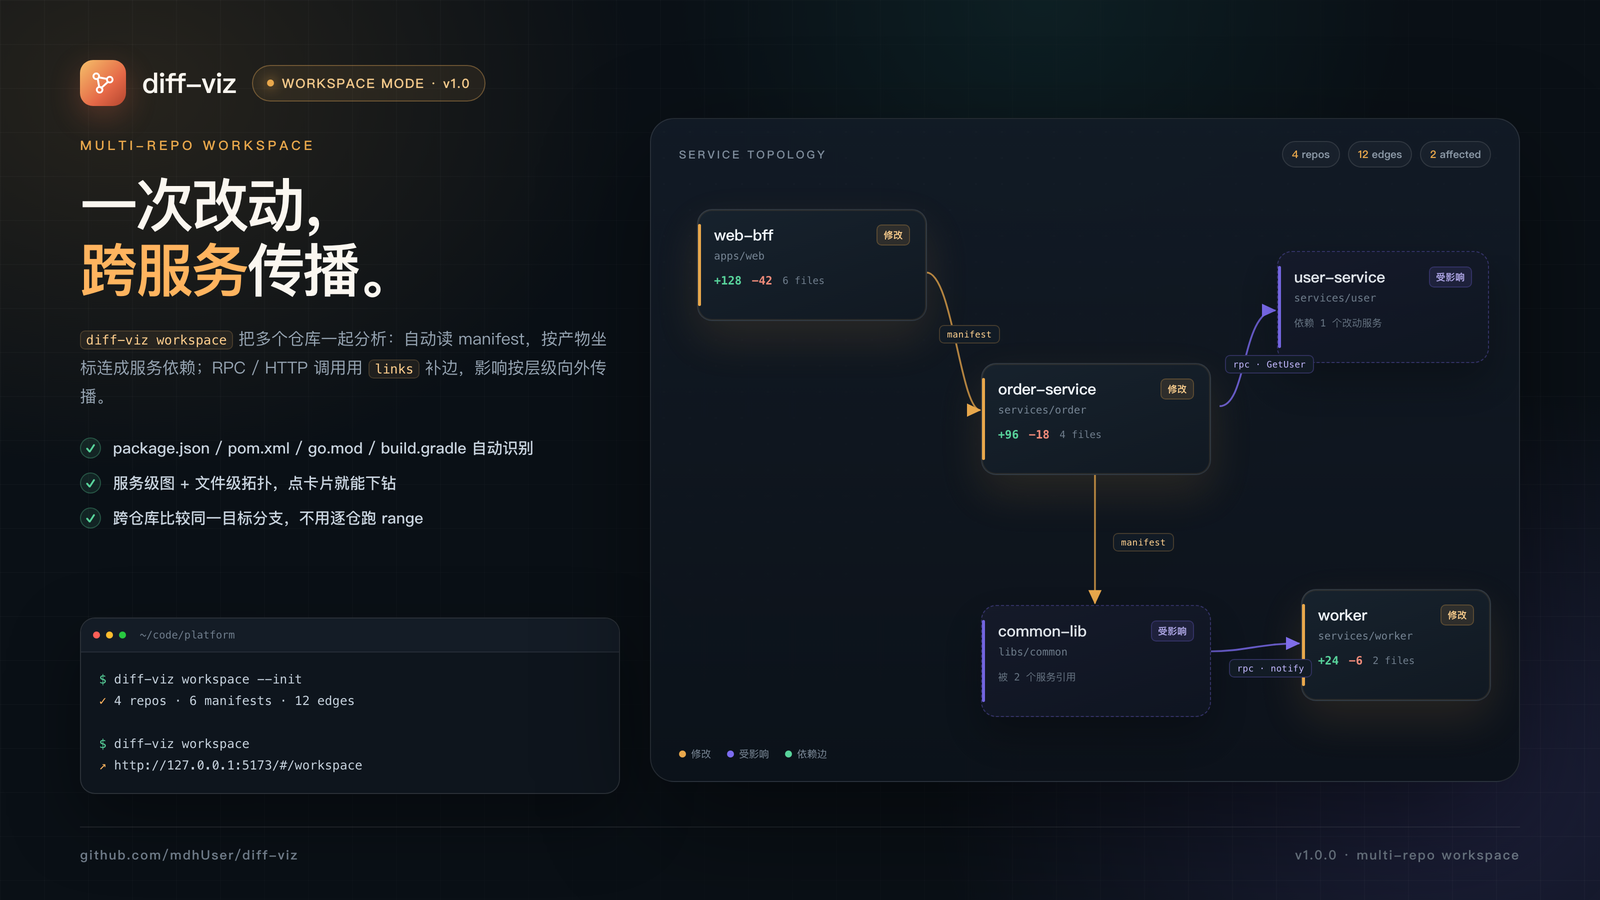 diff-viz
WORKSPACE MODE · v1.0
MULTI-REPO WORKSPACE
一次改动，
跨服务传播。
diff-viz workspace 把多个仓库一起分析：自动读 manifest，按产物坐
标连成服务依赖；RPC / HTTP 调用用 links 补边，影响按层级向外传
播。
package.json / pom.xml / go.mod / build.gradle 自动识别
服务级图 + 文件级拓扑，点卡片就能下钻
跨仓库比较同一目标分支，不用逐仓跑 range
~/code/platform
$ diff-viz workspace --init
✓ 4 repos · 6 manifests · 12 edges
$ diff-viz workspace
↗ http://127.0.0.1:5173/#/workspace
SERVICE TOPOLOGY
4 repos
12 edges
2 affected
web-bff
修改
apps/web
+128 −42 6 files
manifest
user-service
受影响
services/user
依赖 1 个改动服务
rpc · GetUser
order-service
修改
services/order
+96 −18 4 files
manifest
common-lib
受影响
libs/common
被 2 个服务引用
rpc · notify
worker
修改
services/worker
+24 −6 2 files
修改
受影响
依赖边
github.com/mdhUser/diff-viz
v1.0.0 · multi-repo workspace